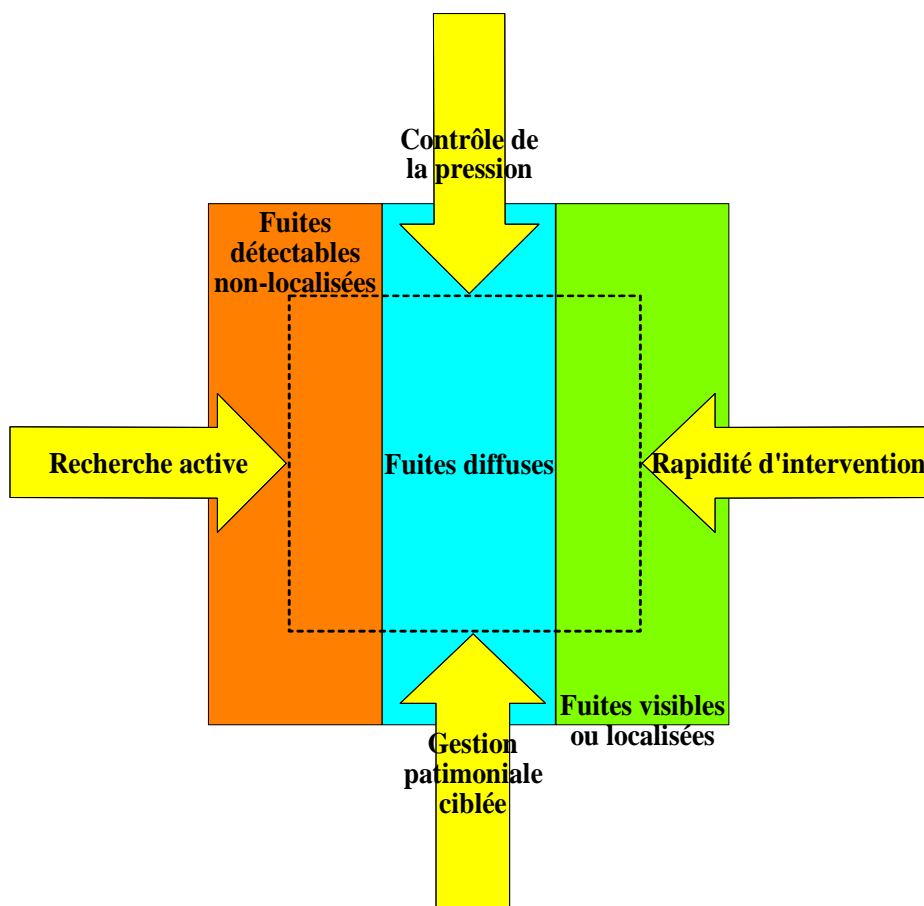 Contrôle de
la pression
Fuites
détectables
non-localisées
Recherche active
Fuites diffuses
Rapidité d'intervention
Fuites visibles
ou localisées
Gestion
patimoniale
ciblée